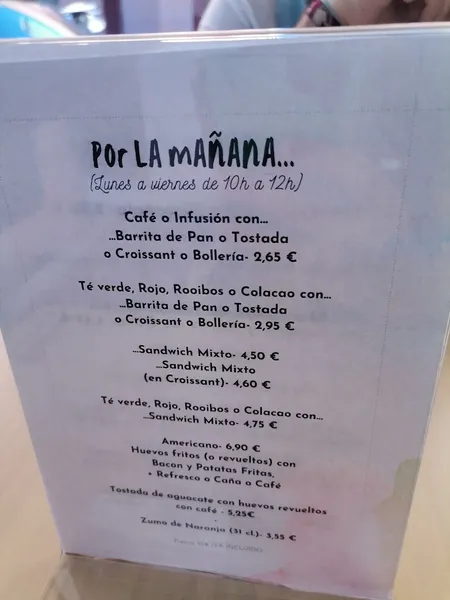 Por LA MAÑANA...
(Lunes a viernes de 10h a 12h)
Café o Infusión con...
...Barrita de Pan o Tostada
o Croissant o Bollería- 2,65 €
Té verde, Rojo, Rooibos o Colacao con...
...Barrita de Pan o Tostada
o Croissant o Bollería- 2,95 €
...Sandwich Mixto- 4,50 €
...Sandwich Mixto
(en Croissant)- 4,60 €
Té verde, Rojo, Rooibos o Colacao con...
...Sandwich Mixto- 4,75 €
Americano- 6,90 €
Huevos fritos (o revueltos) con
Bacon y Patatas Fritas,
+ Refresco o Caña o Café
Tostada de aguacate con huevos revueltos
con café - 5,25€
Zumo de Naranja (31 cl.)- 3,55 €
IVA INCLUIDO